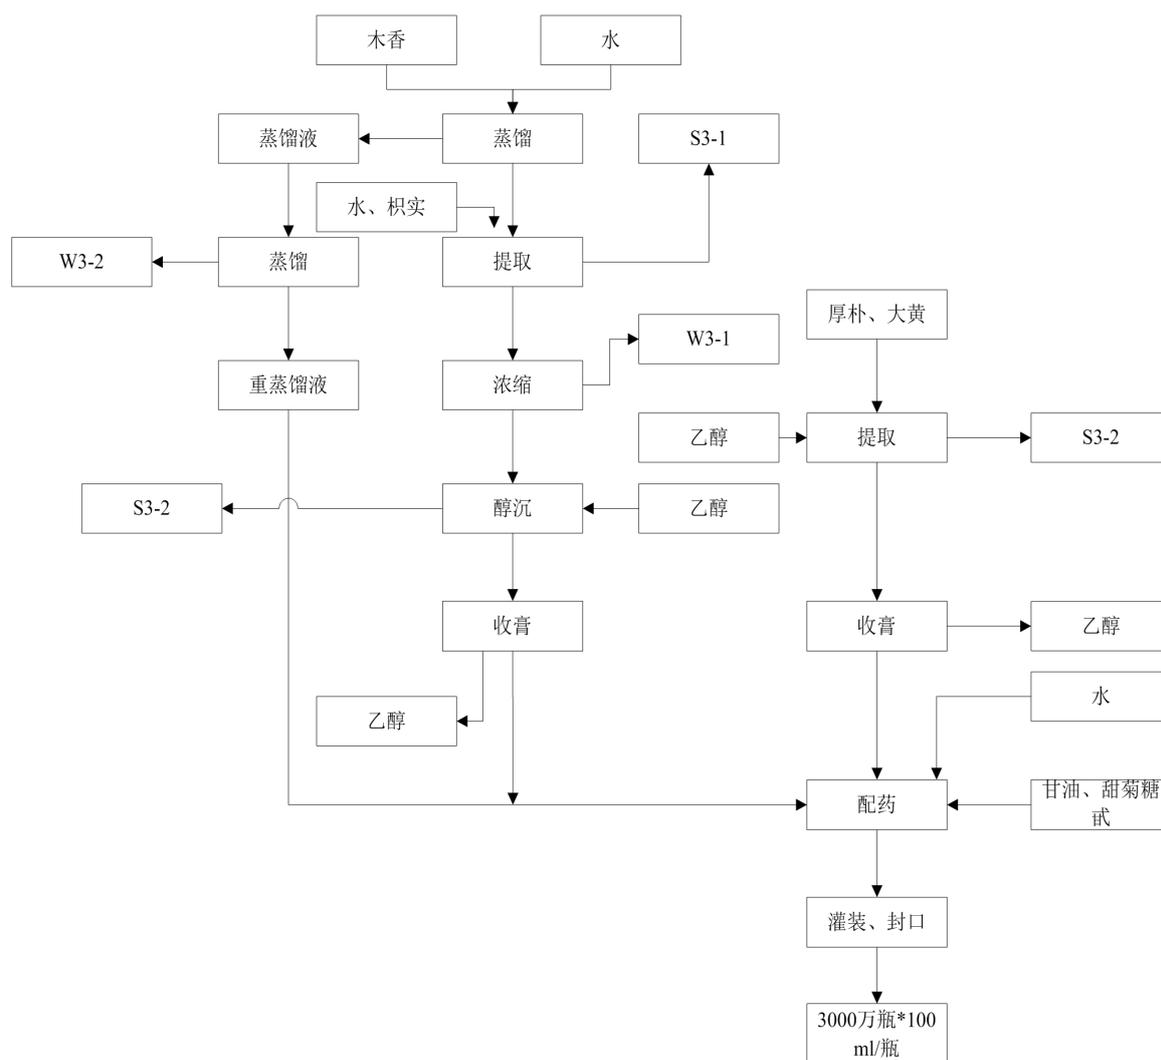 木香
水
蒸馏液
蒸馏
S3-1
水、枳实
W3-2
蒸馏
提取
厚朴、大黄
W3-1
重蒸馏液
浓缩
乙醇
提取
S3-2
S3-2
醇沉
乙醇
收膏
收膏
乙醇
乙醇
水
配药
甘油、甜菊糖
甙
灌装、封口
3000万瓶*100
ml/瓶